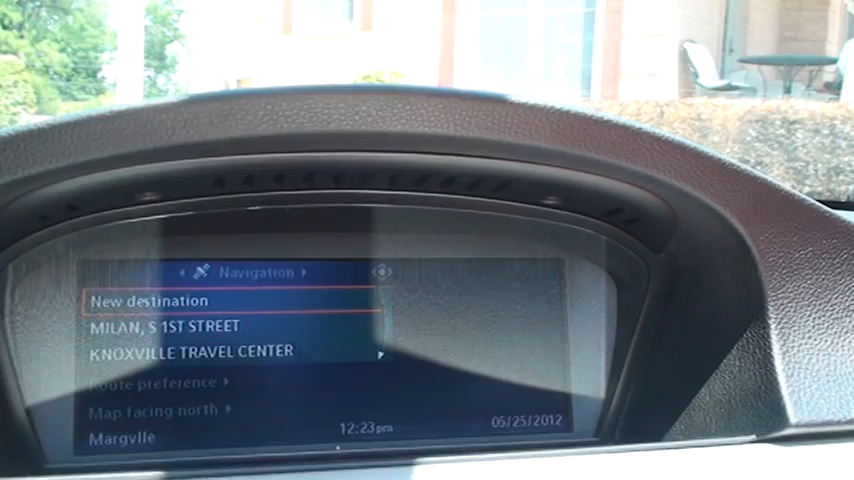 Navigation
New destination
MILAN, S 1ST STREET
KNOXVILLE TRAVEL CENTER
Route preference
Map facing north
Margvlle
12:23pm
05/25/2012